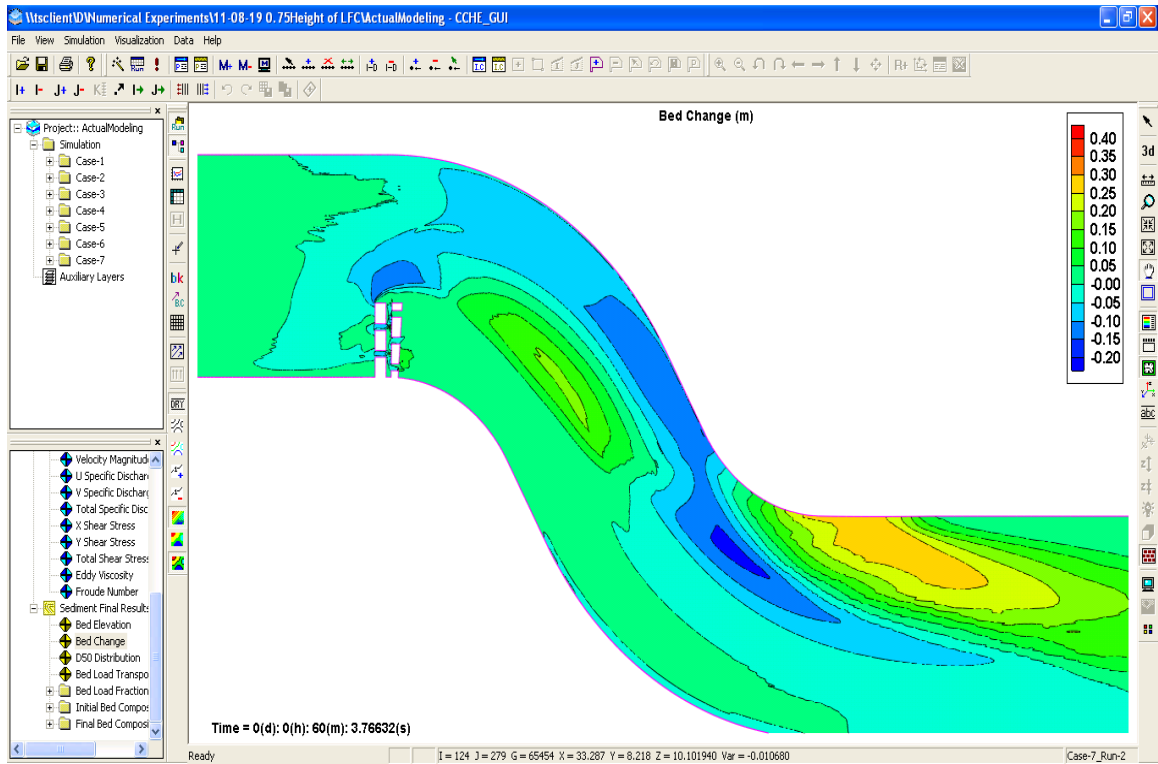 \\tsclient\D\Numerical Experiments\11-08-19 0.75Height of LFC\ActualModeling - CCHE_GUI
File View Simulation Visualization Data Help
Run M+ M- M I.C I.C R+
I+ I- J+ J- I+ J+
Project:: ActualModeling
Simulation
Case-1
Case-2
Case-3
Case-4
Case-5
Case-6
Case-7
Auxiliary Layers
Velocity Magnitud
U Specific Dischar
V Specific Discharg
Total Specific Disc
X Shear Stress
Y Shear Stress
Total Shear Stress
Eddy Viscosity
Froude Number
Sediment Final Results
Bed Elevation
Bed Change
D50 Distribution
Bed Load Transpo
Bed Load Fraction
Initial Bed Compos
Final Bed Composi
Run
bk
B.C
DRY
Bed Change (m)
0.40
0.35
0.30
0.25
0.20
0.15
0.10
0.05
-0.00
-0.05
-0.10
-0.15
-0.20
3d
abc
Time = 0(d): 0(h): 60(m): 3.76632(s)
Ready
I = 124 J = 279 G = 65454 X = 33.287 Y = 8.218 Z = 10.101940 Var = -0.010680
Case-7_Run-2